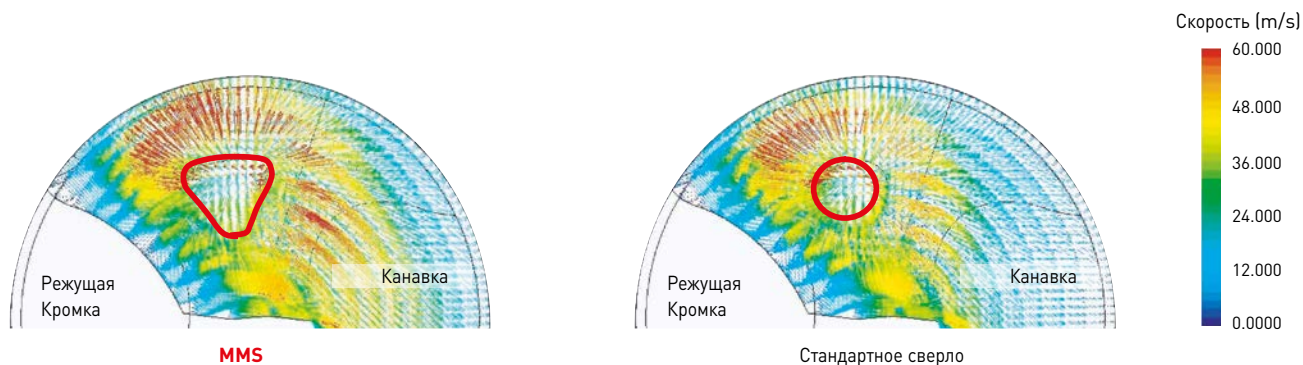 Скорость (m/s)
60.000
48.000
36.000
24.000
12.000
0.0000
Режущая
Кромка
Канавка
MMS
Режущая
Кромка
Канавка
Стандартное сверло